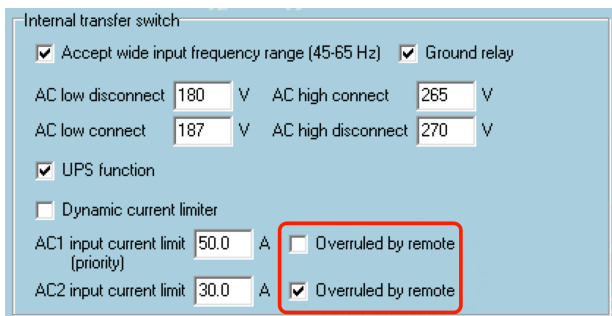 Internal transfer switch
Accept wide input frequency range (45-65 Hz) Ground relay
AC low disconnect 180 V AC high connect 265 V
AC low connect 187 V AC high disconnect 270 V
UPS function
Dynamic current limiter
AC1 input current limit 50.0 A Overruled by remote
(priority)
AC2 input current limit 30.0 A Overruled by remote